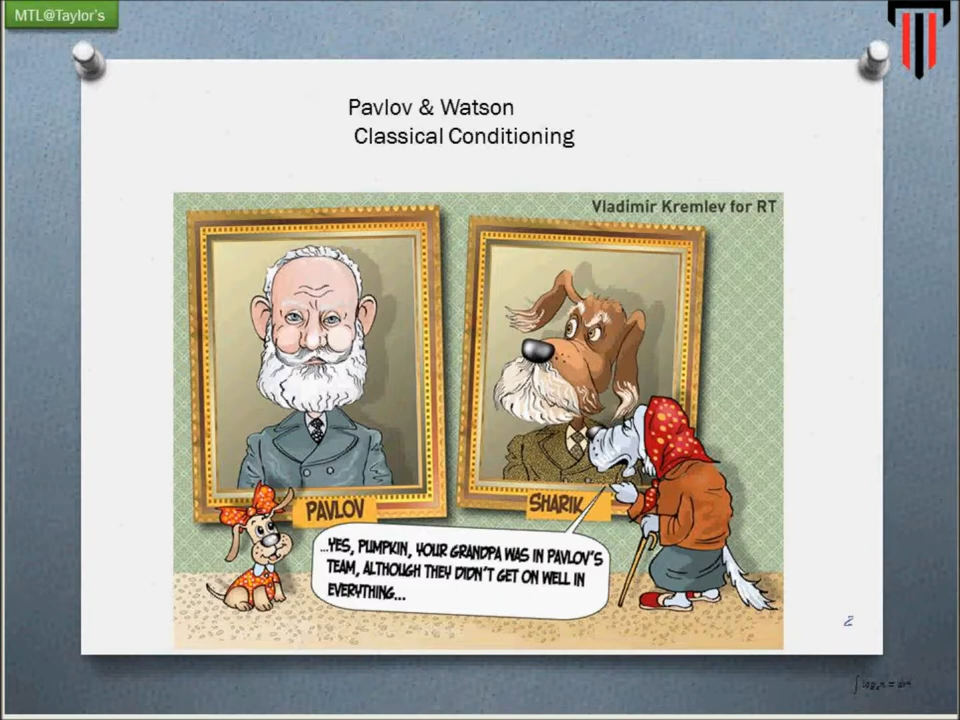 MTL@Taylor's
Pavlov & Watson
Classical Conditioning
Vladimir Kremlev for RT
PAVLOV
SHARIK
...YES, PUMPKIN, YOUR GRANDPA WAS IN PAVLOV'S
TEAM, ALTHOUGH THEY DIDN'T GET ON WELL IN
EVERYTHING...
2